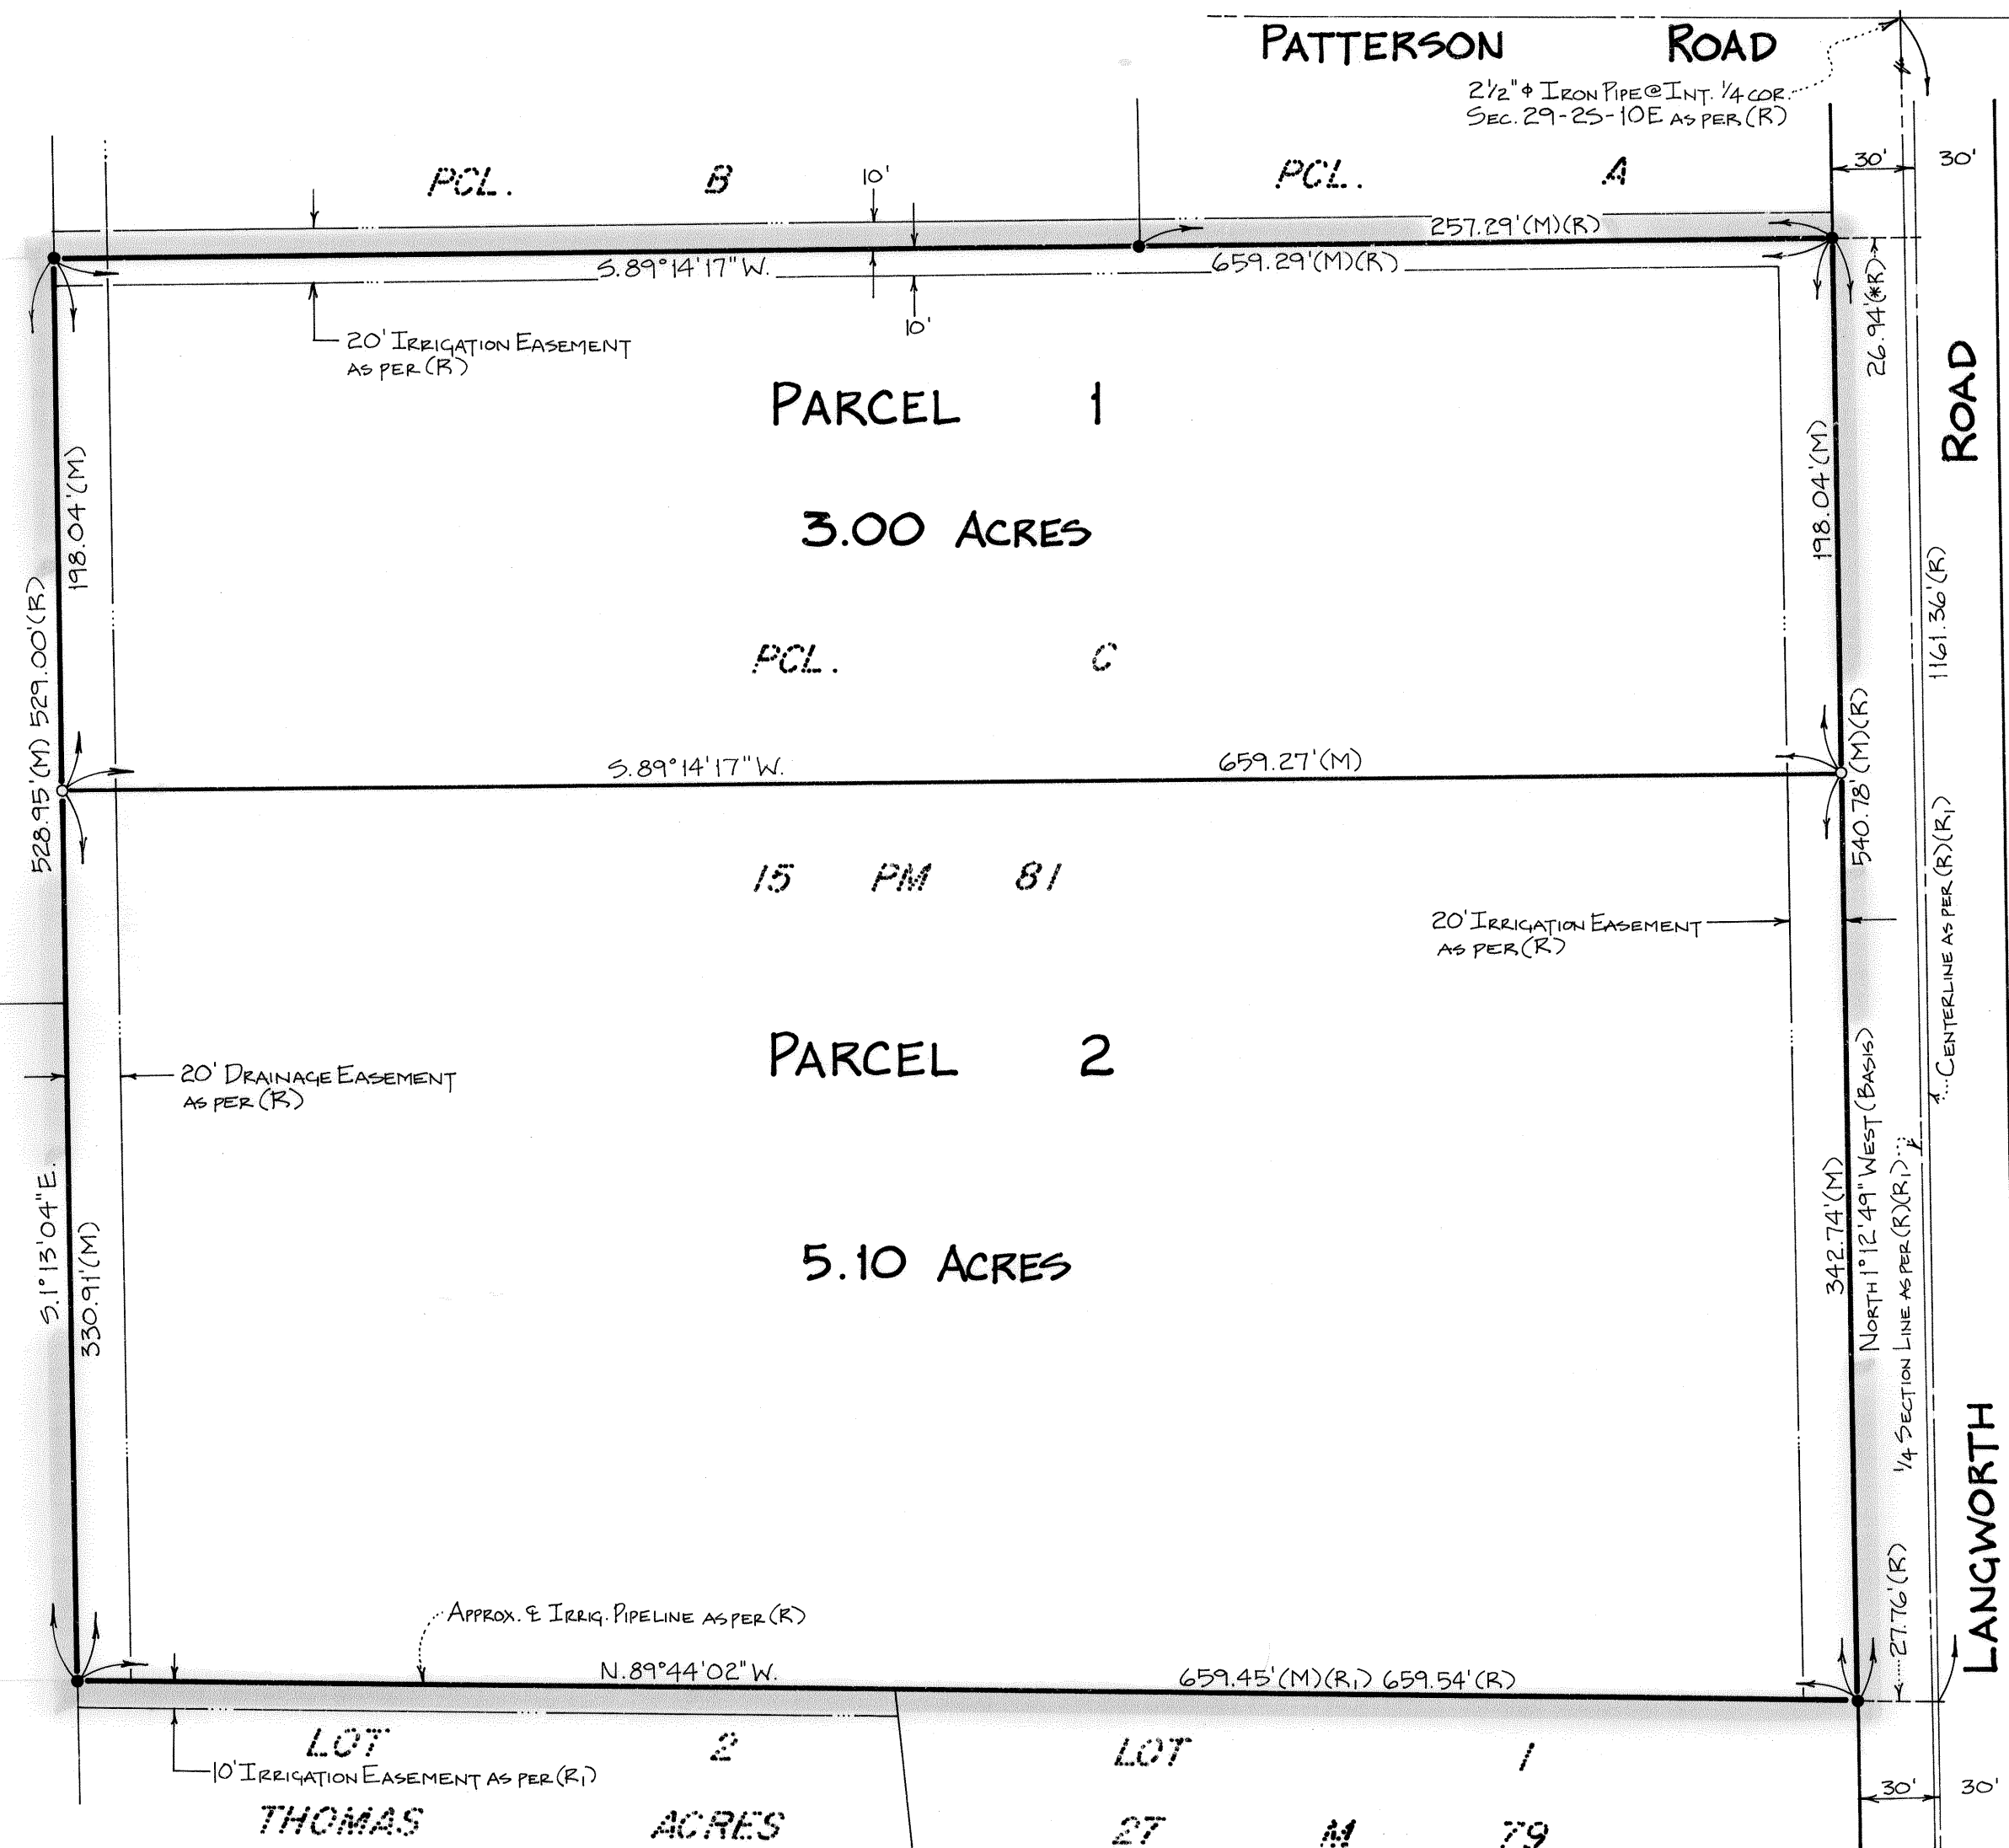 PATTERSON ROAD
2½"⌀ IRON PIPE@INT. ¼ COR.
SEC. 29-2S-10E AS PER (R)
30' 30'
PCL. B
10'
PCL. A
257.29'(M)(R)
S.89°14'17"W.
659.29'(M)(R)
10'
26.94'(*R)
20' IRRIGATION EASEMENT
AS PER (R)
PARCEL 1
3.00 ACRES
198.04'(M)
198.04'(M)
ROAD
1161.36'(R)
528.95'(M) 529.00'(R)
PCL. C
S.89°14'17"W.
659.27'(M)
540.78'(M)(R)
15 PM 81
20' IRRIGATION EASEMENT
AS PER (R)
CENTERLINE AS PER (R)(R1)
PARCEL 2
20' DRAINAGE EASEMENT
AS PER (R)
5.10 ACRES
S.1°13'04"E.
330.91'(M)
342.74'(M)
NORTH 1°12'49" WEST (BASIS)
¼ SECTION LINE AS PER (R)(R1)
LANGWORTH
27.76'(R)
APPROX. ℄ IRRIG. PIPELINE AS PER (R)
N.89°44'02"W.
659.45'(M)(R1) 659.54'(R)
LOT 2
LOT 1
10' IRRIGATION EASEMENT AS PER (R1)
30' 30'
THOMAS ACRES
27 M 79